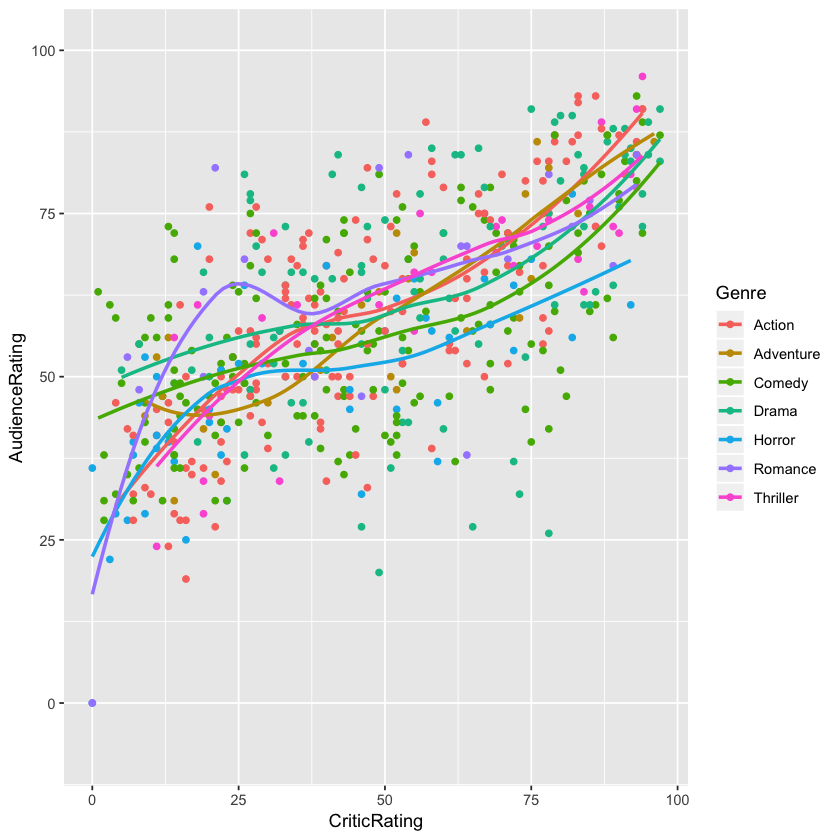 100
75
50
25
0
AudienceRating
0 25 50 75 100
CriticRating
Genre
Action
Adventure
Comedy
Drama
Horror
Romance
Thriller